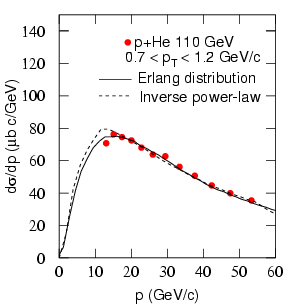 140
120
100
80
60
40
20
0
dσ/dp (μb c/GeV)
p+He 110 GeV
0.7 < p_T < 1.2 GeV/c
Erlang distribution
Inverse power-law
0 10 20 30 40 50 60
p (GeV/c)